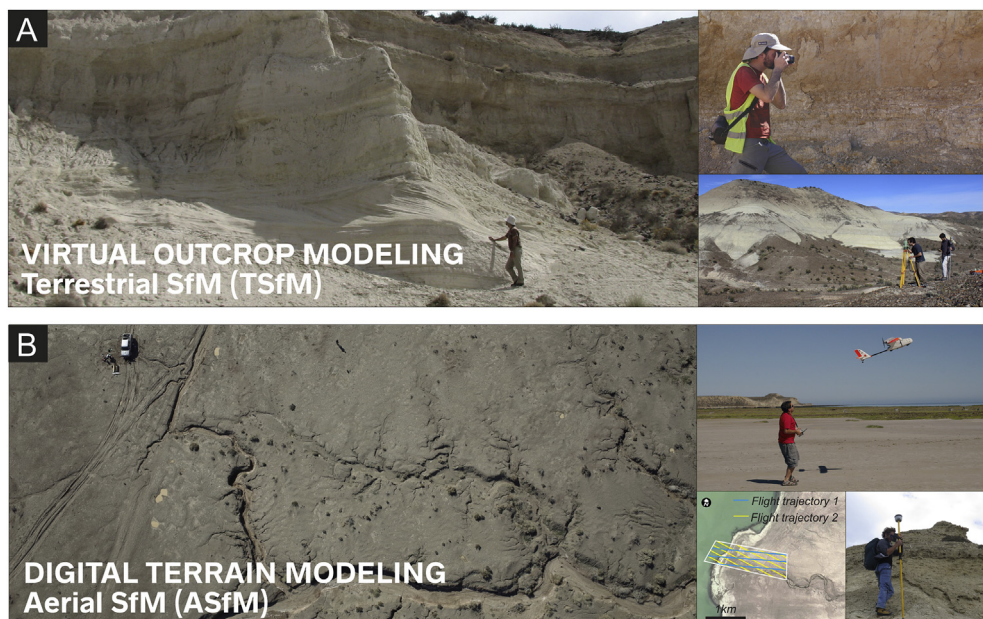 A
VIRTUAL OUTCROP MODELING
Terrestrial SfM (TSfM)
B
DIGITAL TERRAIN MODELING
Aerial SfM (ASfM)
Flight trajectory 1
Flight trajectory 2
1km